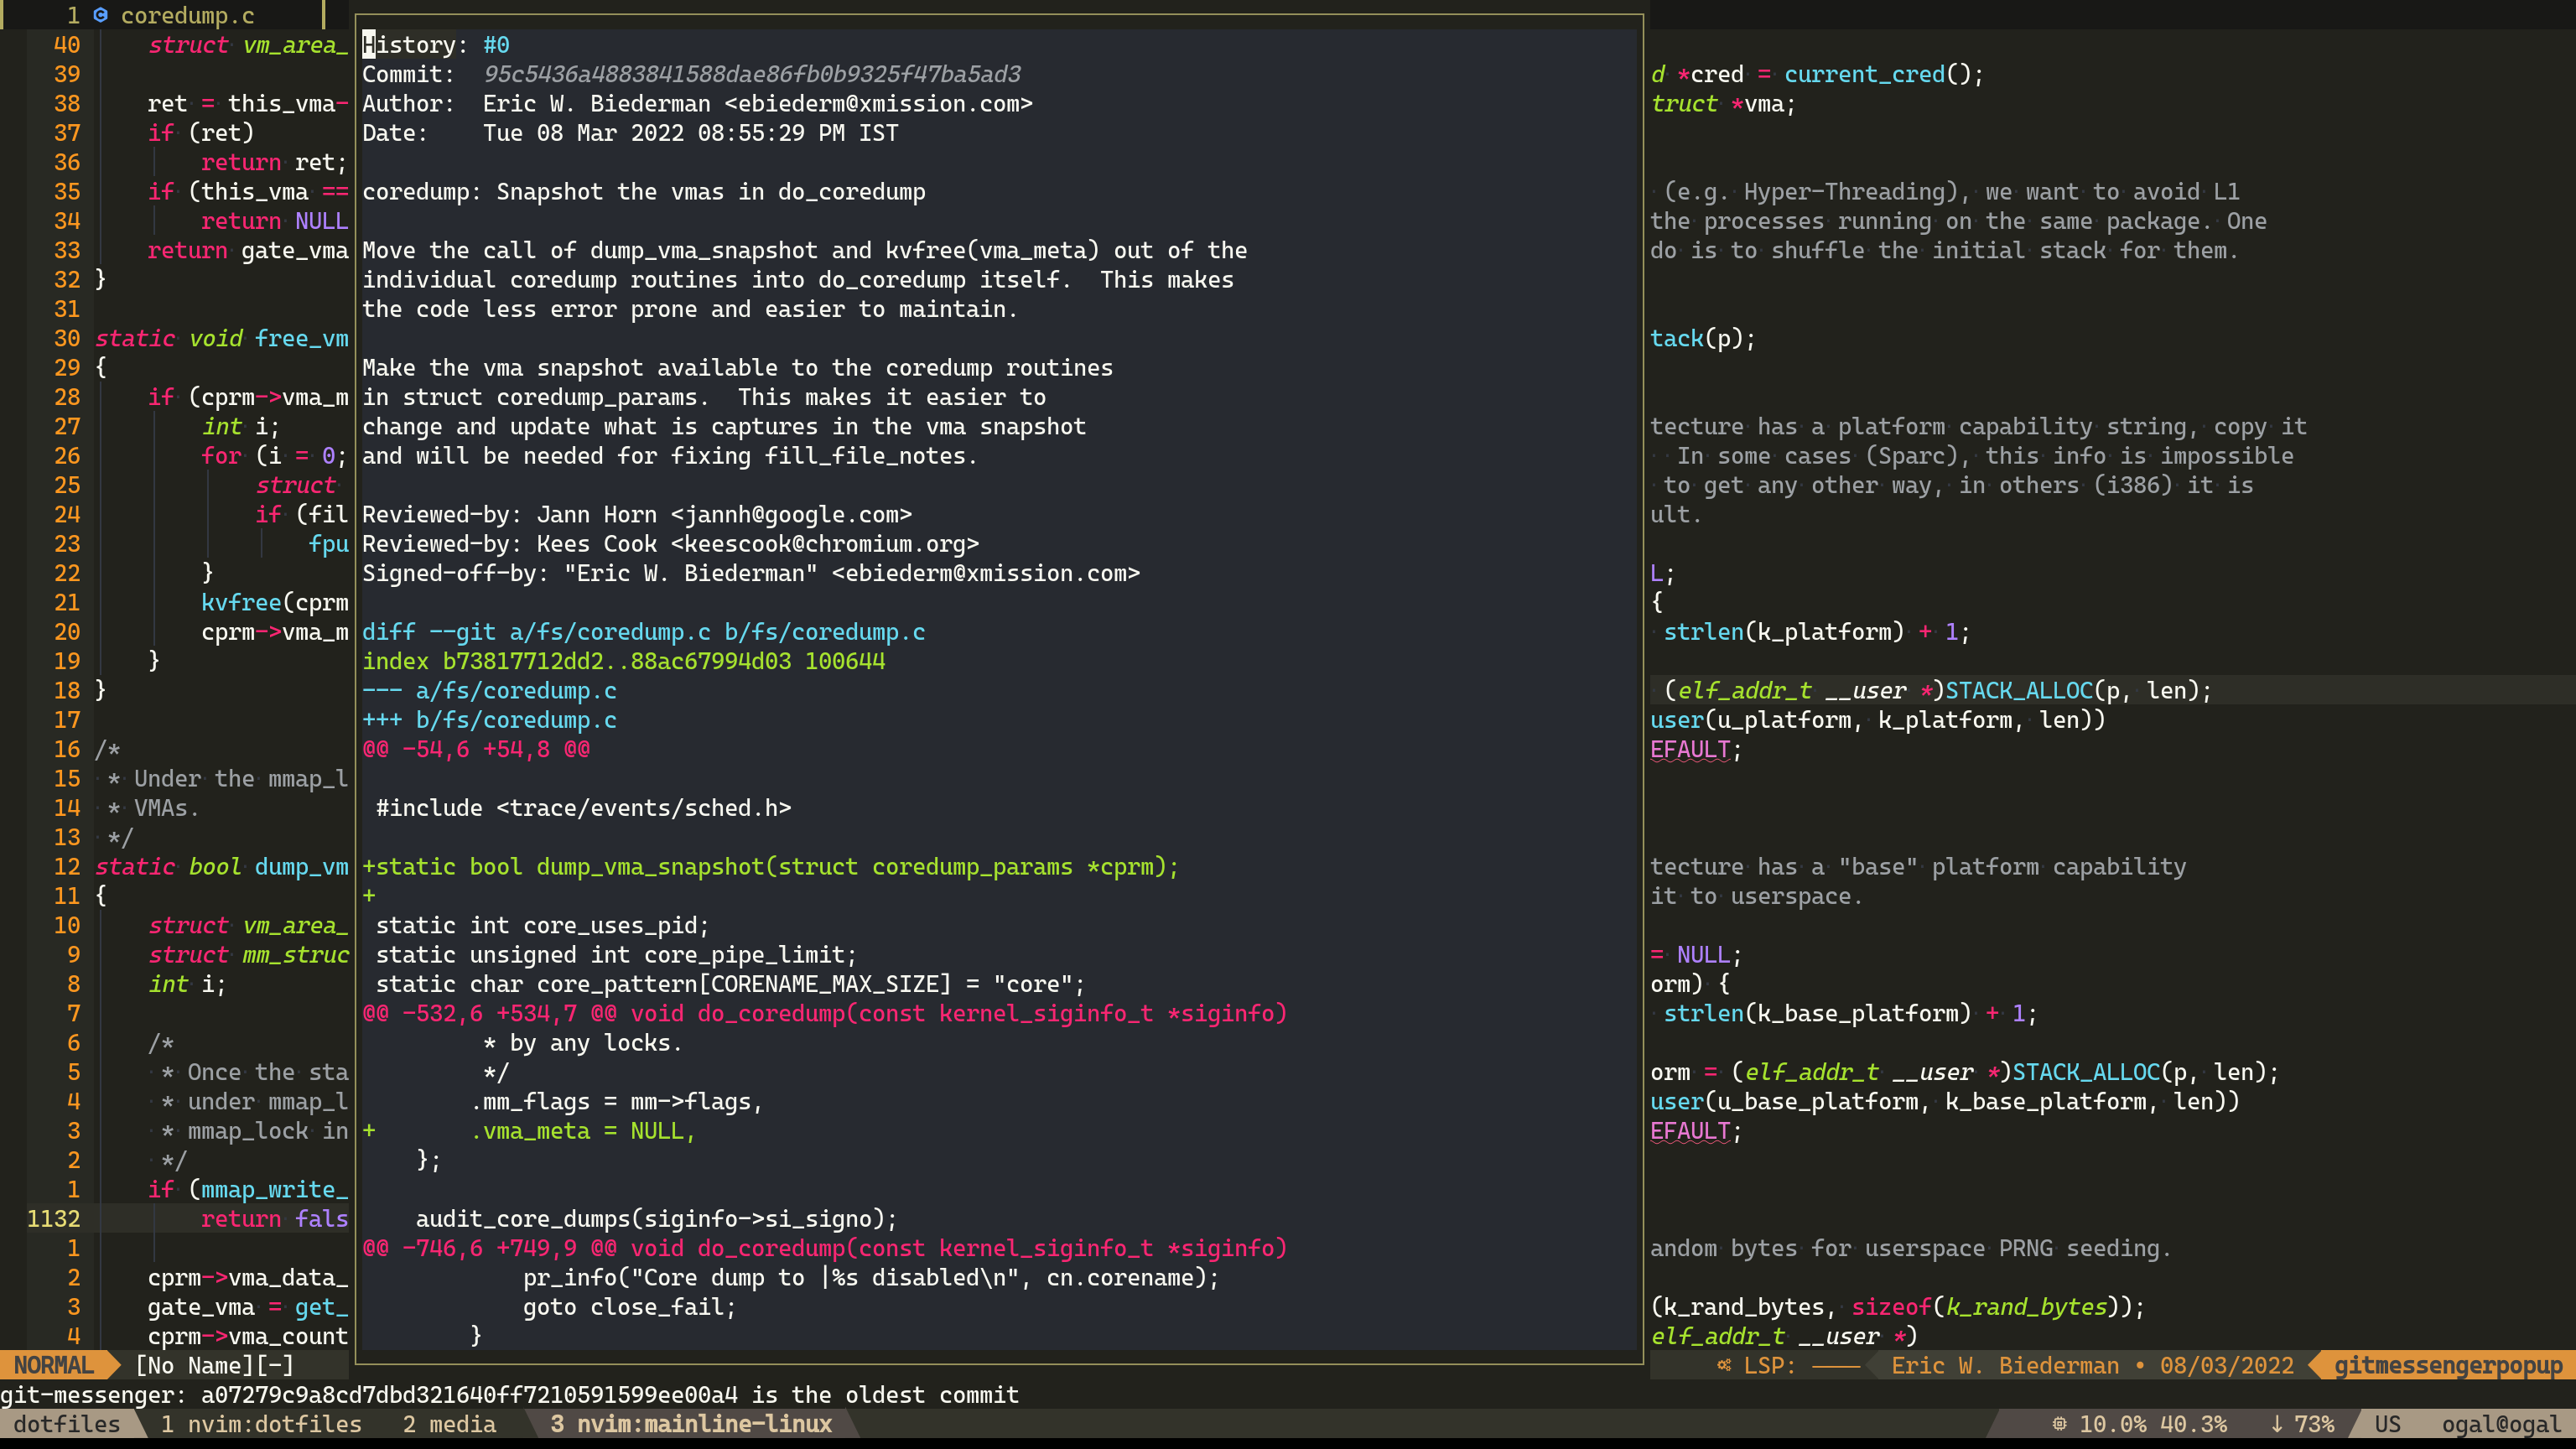 1 coredump.c
40 struct vm_area_
39
38 ret = this_vma-
37 if (ret)
36 return ret;
35 if (this_vma ==
34 return NULL
33 return gate_vma
32 }
31
30 static void free_vm
29 {
28 if (cprm->vma_m
27 int i;
26 for (i = 0;
25 struct
24 if (fil
23 fpu
22 }
21 kvfree(cprm
20 cprm->vma_m
19 }
18 }
17
16 /*
15 * Under the mmap_l
14 * VMAs.
13 */
12 static bool dump_vm
11 {
10 struct vm_area_
9 struct mm_struc
8 int i;
7
6 /*
5 * Once the sta
4 * under mmap_l
3 * mmap_lock in
2 */
1 if (mmap_write_
1132 return fals
1
2 cprm->vma_data_
3 gate_vma = get_
4 cprm->vma_count
History: #0
Commit: 95c5436a4883841588dae86fb0b9325f47ba5ad3
Author: Eric W. Biederman <ebiederm@xmission.com>
Date: Tue 08 Mar 2022 08:55:29 PM IST
coredump: Snapshot the vmas in do_coredump
Move the call of dump_vma_snapshot and kvfree(vma_meta) out of the
individual coredump routines into do_coredump itself.  This makes
the code less error prone and easier to maintain.
Make the vma snapshot available to the coredump routines
in struct coredump_params.  This makes it easier to
change and update what is captures in the vma snapshot
and will be needed for fixing fill_file_notes.
Reviewed-by: Jann Horn <jannh@google.com>
Reviewed-by: Kees Cook <keescook@chromium.org>
Signed-off-by: "Eric W. Biederman" <ebiederm@xmission.com>
diff --git a/fs/coredump.c b/fs/coredump.c
index b73817712dd2..88ac67994d03 100644
--- a/fs/coredump.c
+++ b/fs/coredump.c
@@ -54,6 +54,8 @@
#include <trace/events/sched.h>
+static bool dump_vma_snapshot(struct coredump_params *cprm);
+
static int core_uses_pid;
static unsigned int core_pipe_limit;
static char core_pattern[CORENAME_MAX_SIZE] = "core";
@@ -532,6 +534,7 @@ void do_coredump(const kernel_siginfo_t *siginfo)
* by any locks.
*/
.mm_flags = mm->flags,
+ .vma_meta = NULL,
};
audit_core_dumps(siginfo->si_signo);
@@ -746,6 +749,9 @@ void do_coredump(const kernel_siginfo_t *siginfo)
pr_info("Core dump to |%s disabled\n", cn.corename);
goto close_fail;
}
d *cred = current_cred();
truct *vma;
(e.g. Hyper-Threading), we want to avoid L1
the processes running on the same package. One
do is to shuffle the initial stack for them.
tack(p);
tecture has a platform capability string, copy it
In some cases (Sparc), this info is impossible
to get any other way, in others (i386) it is
ult.
L;
{
strlen(k_platform) + 1;
(elf_addr_t __user *)STACK_ALLOC(p, len);
user(u_platform, k_platform, len))
EFAULT;
tecture has a "base" platform capability
it to userspace.
= NULL;
orm) {
strlen(k_base_platform) + 1;
orm = (elf_addr_t __user *)STACK_ALLOC(p, len);
user(u_base_platform, k_base_platform, len))
EFAULT;
andom bytes for userspace PRNG seeding.
(k_rand_bytes, sizeof(k_rand_bytes));
elf_addr_t __user *)
NORMAL [No Name][-] LSP: Eric W. Biederman • 08/03/2022 gitmessengerpopup
git-messenger: a07279c9a8cd7dbd321640ff7210591599ee00a4 is the oldest commit
dotfiles 1 nvim:dotfiles 2 media 3 nvim:mainline-linux 10.0% 40.3% ↓ 73% US ogal@ogal